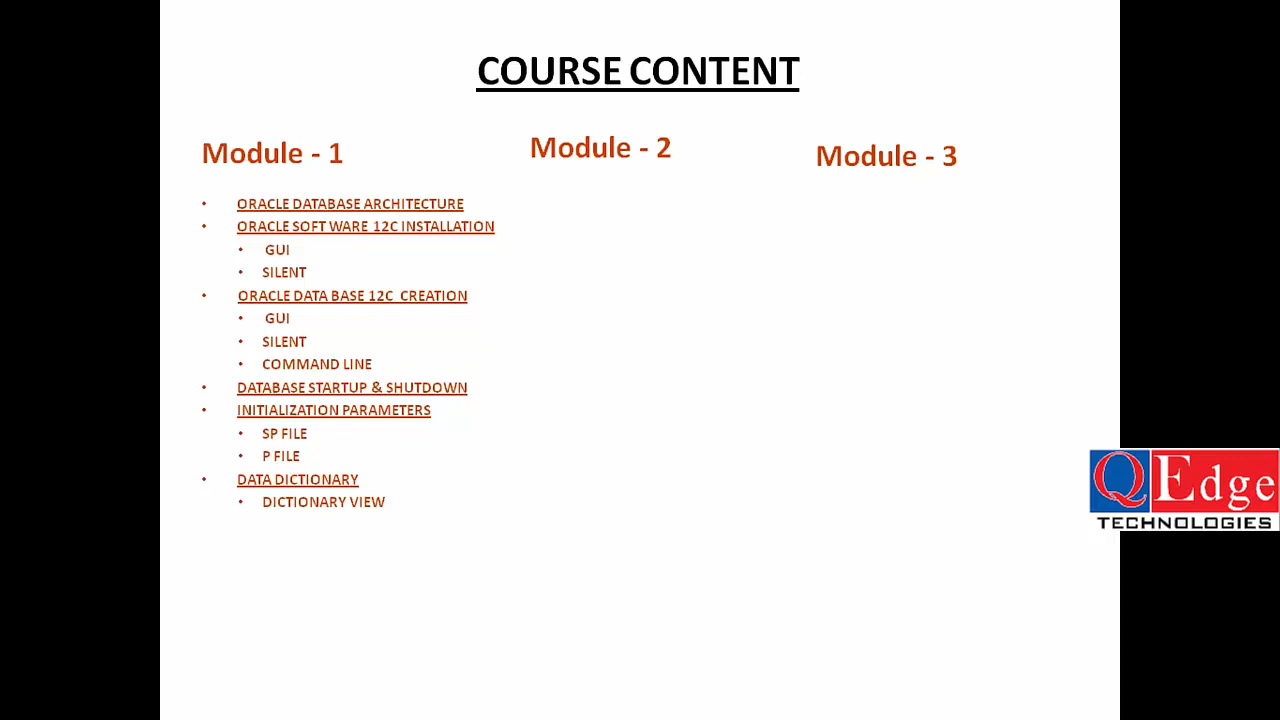 COURSE CONTENT
Module - 1
• ORACLE DATABASE ARCHITECTURE
• ORACLE SOFT WARE 12C INSTALLATION
• GUI
• SILENT
• ORACLE DATA BASE 12C CREATION
• GUI
• SILENT
• COMMAND LINE
• DATABASE STARTUP & SHUTDOWN
• INITIALIZATION PARAMETERS
• SP FILE
• P FILE
• DATA DICTIONARY
• DICTIONARY VIEW
Module - 2
Module - 3
QEdge
TECHNOLOGIES